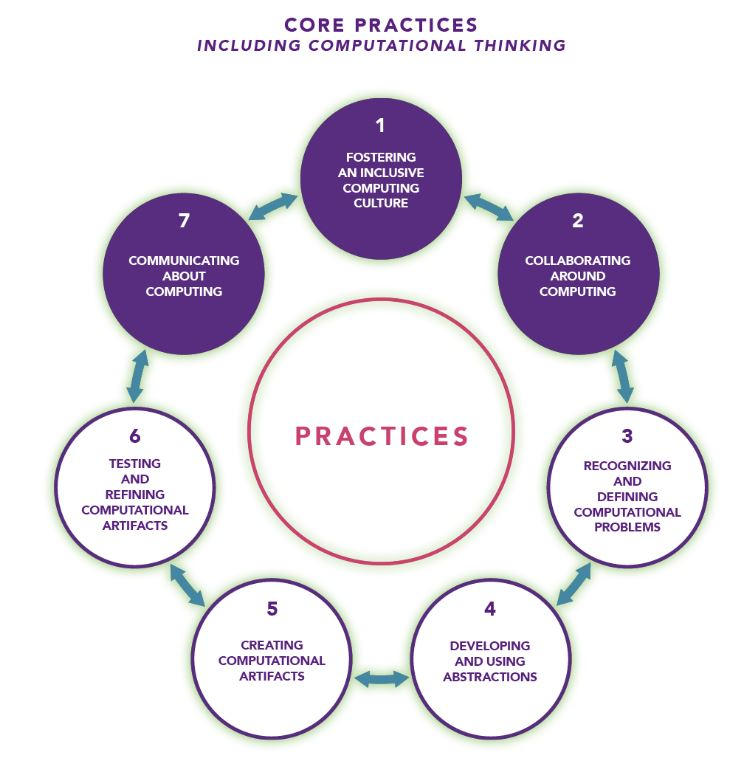 CORE PRACTICES
INCLUDING COMPUTATIONAL THINKING
1
FOSTERING
AN INCLUSIVE
COMPUTING
CULTURE
2
COLLABORATING
AROUND
COMPUTING
3
RECOGNIZING
AND
DEFINING
COMPUTATIONAL
PROBLEMS
4
DEVELOPING
AND USING
ABSTRACTIONS
5
CREATING
COMPUTATIONAL
ARTIFACTS
6
TESTING
AND
REFINING
COMPUTATIONAL
ARTIFACTS
7
COMMUNICATING
ABOUT
COMPUTING
PRACTICES